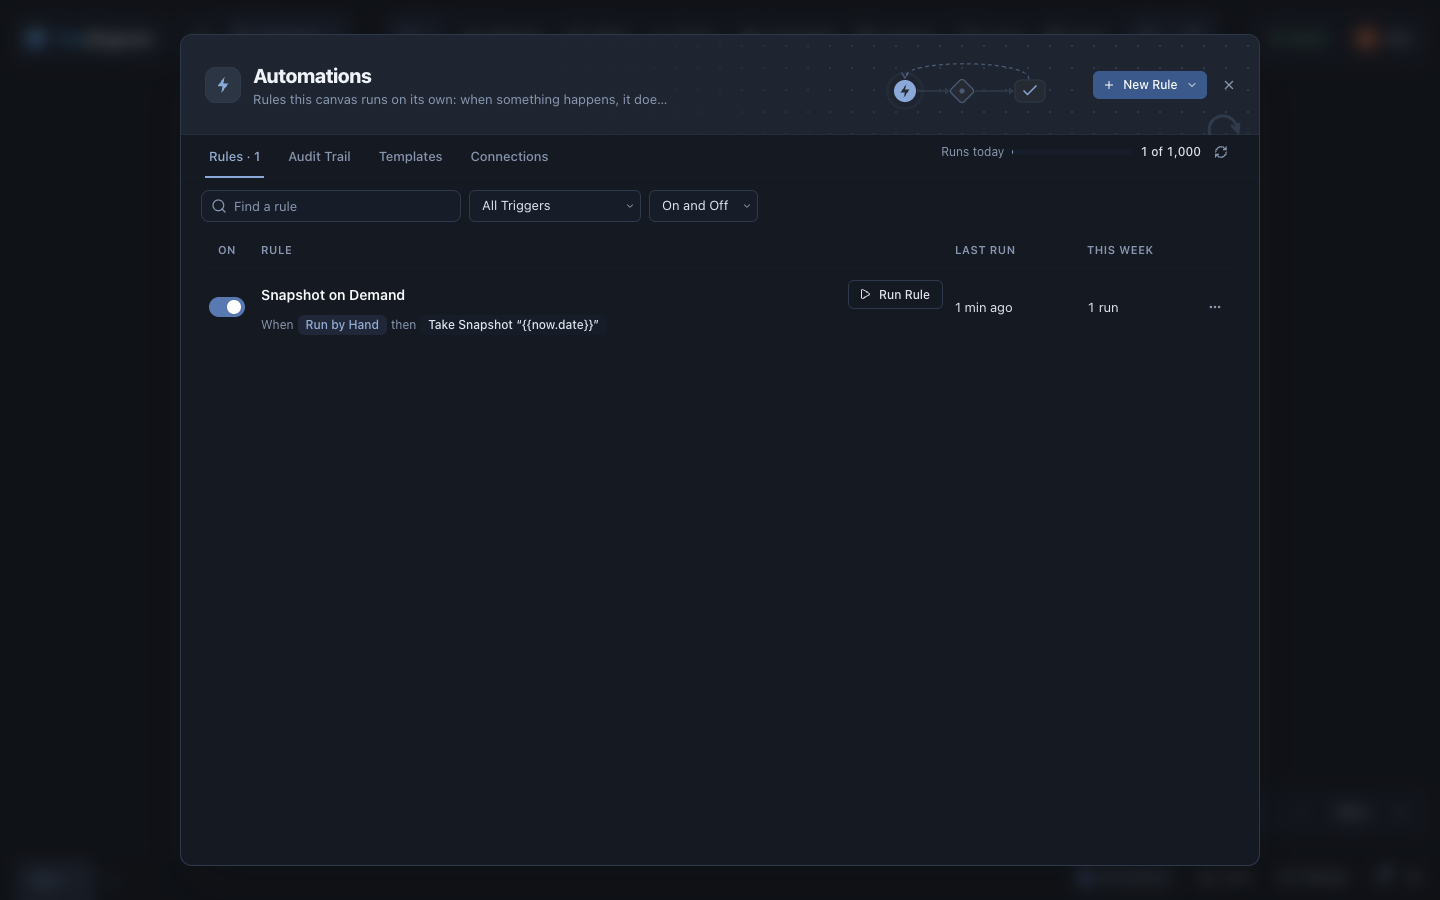 Automations
Rules this canvas runs on its own: when something happens, it doe...
New Rule
Rules · 1
Audit Trail
Templates
Connections
Runs today
1 of 1,000
Find a rule
All Triggers
On and Off
ON
RULE
LAST RUN
THIS WEEK
Snapshot on Demand
Run Rule
1 min ago
1 run
When Run by Hand then Take Snapshot “{{now.date}}”